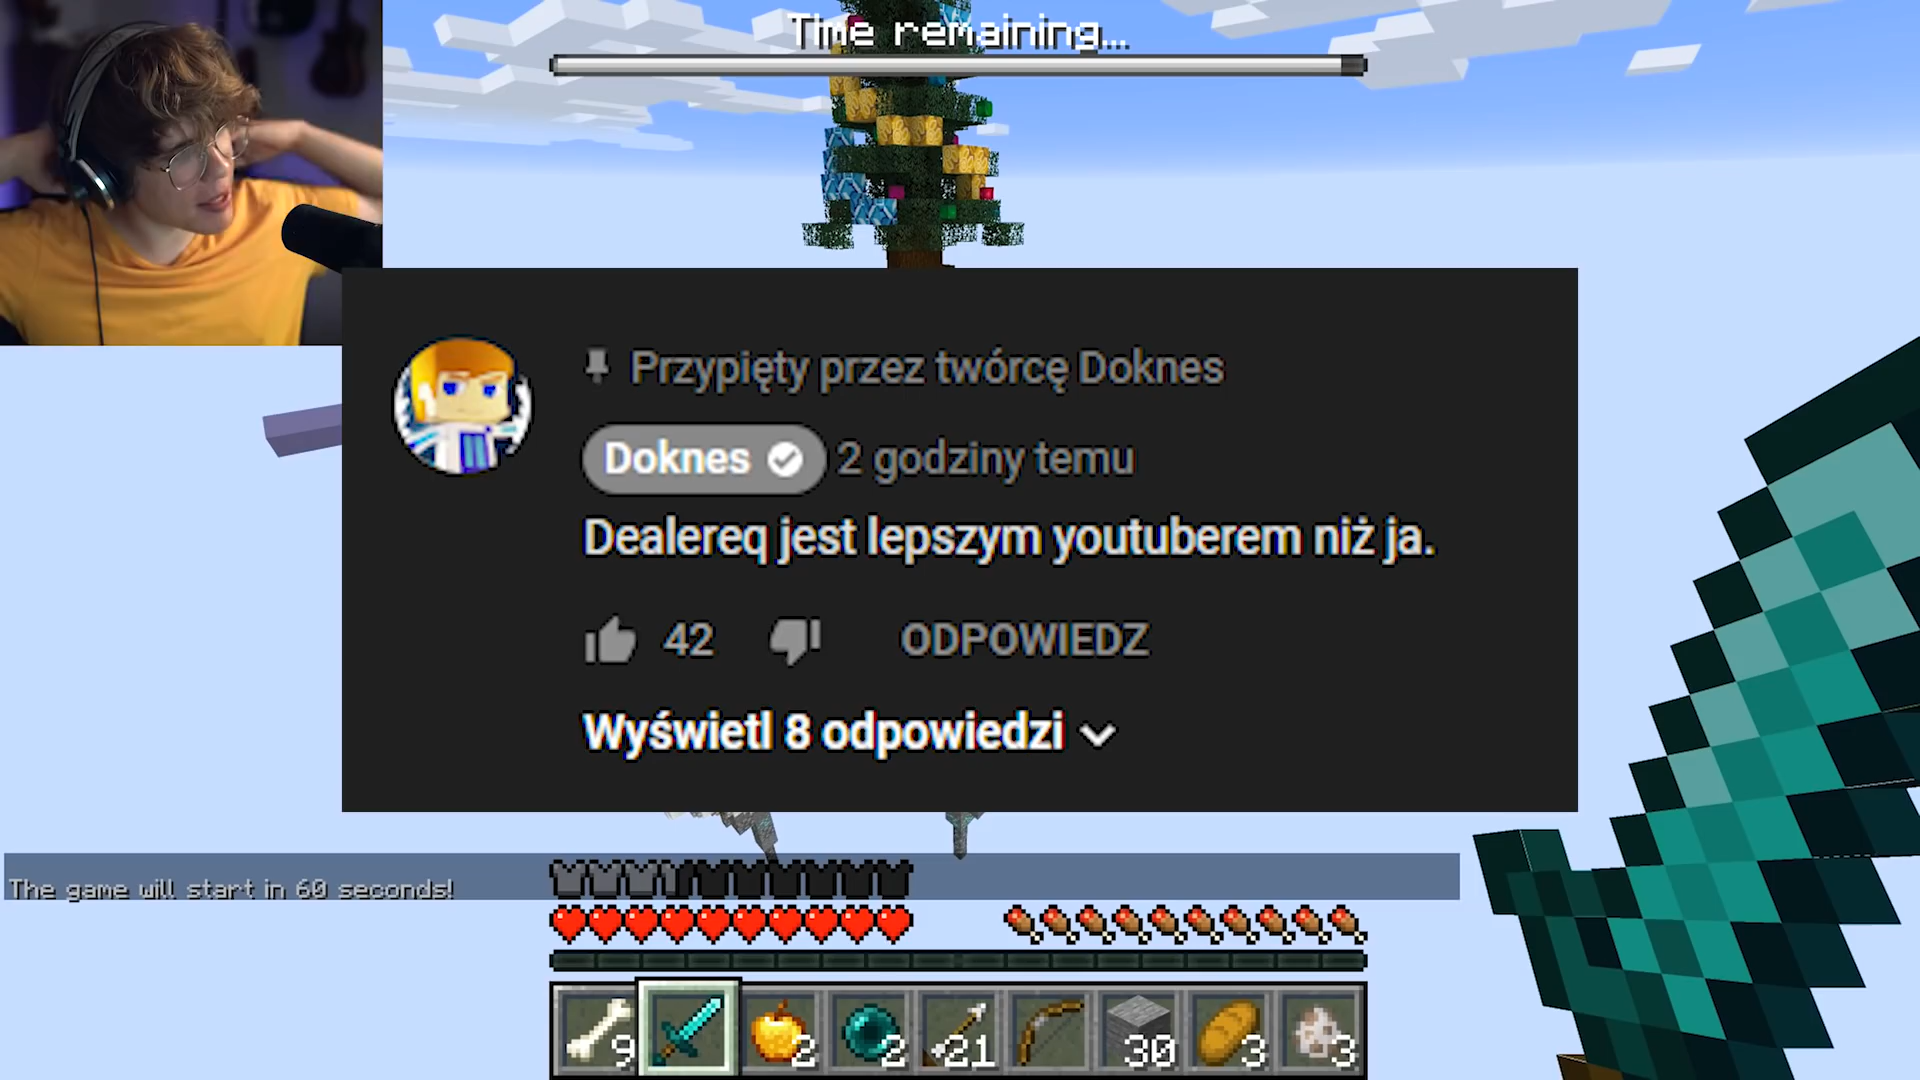 Time remaining...
Przypięty przez twórcę Doknes
Doknes 2 godziny temu
Dealereq jest lepszym youtuberem niż ja.
42 ODPOWIEDZ
Wyświetl 8 odpowiedzi
The game will start in 60 seconds!
9 2 2 21 30 3 3